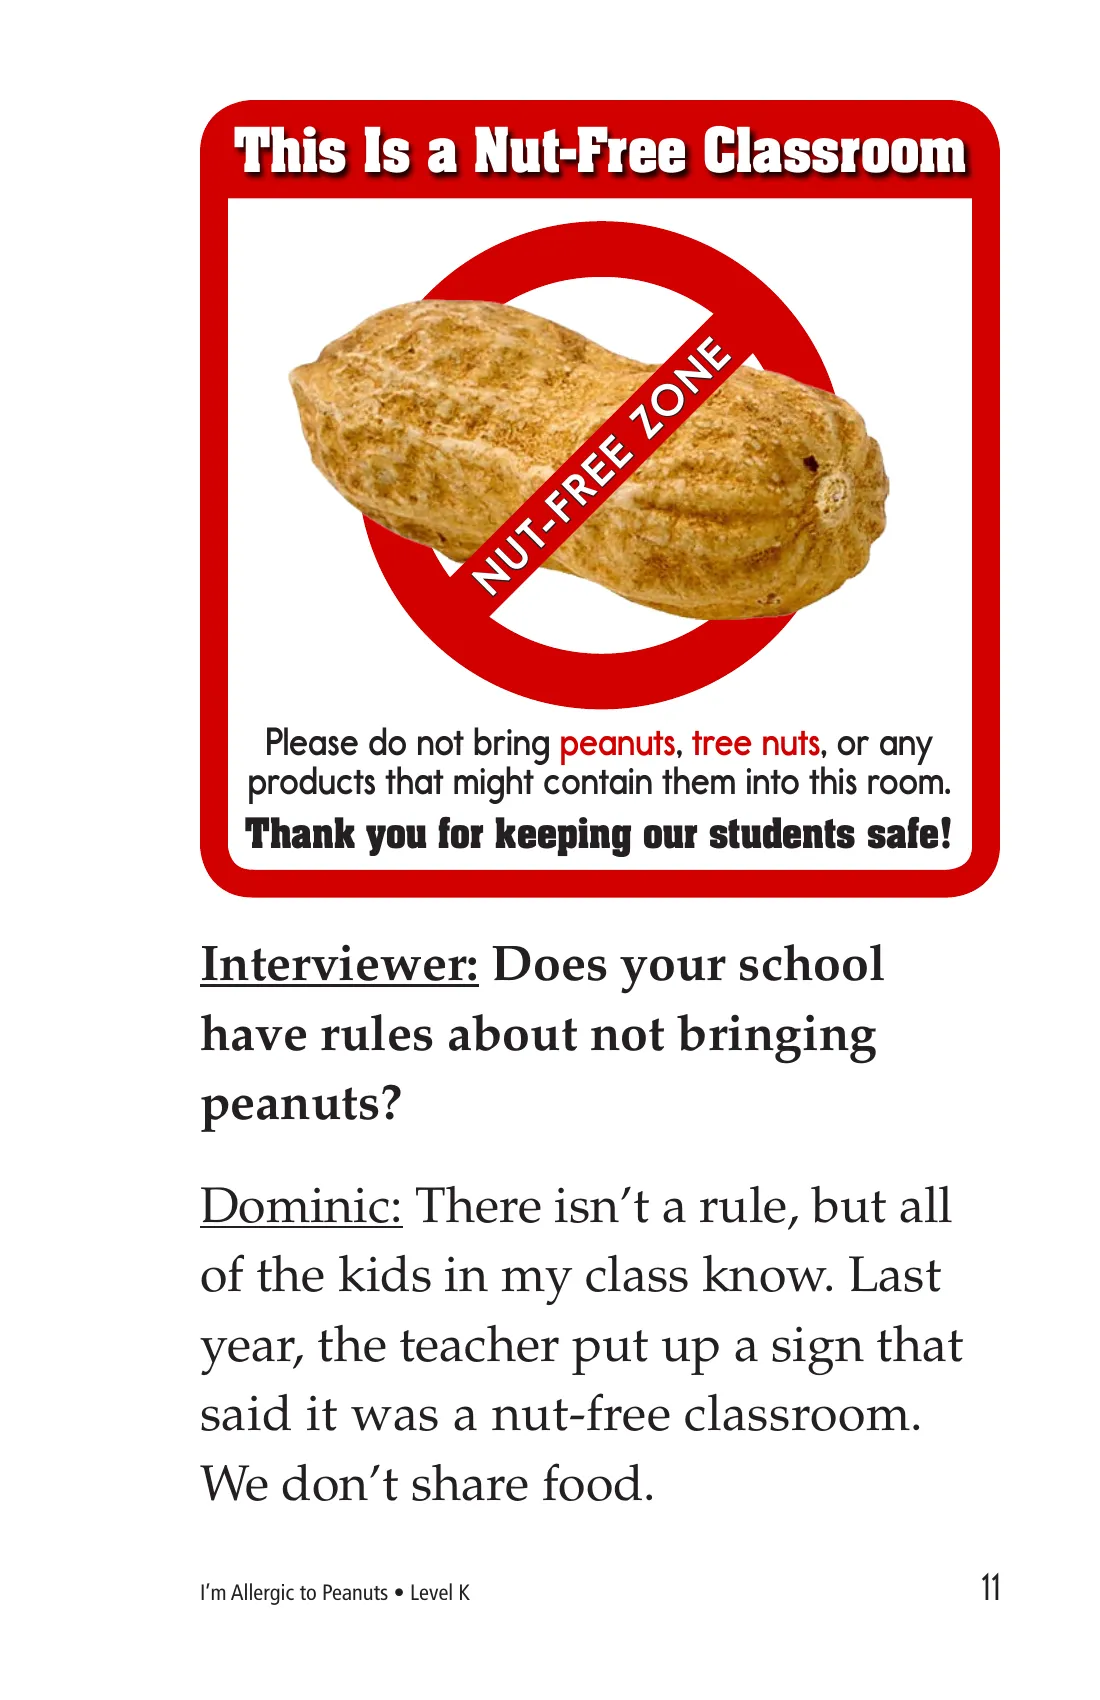 This Is a Nut-Free Classroom
NUT-FREE ZONE
Please do not bring peanuts, tree nuts, or any
products that might contain them into this room.
Thank you for keeping our students safe!
Interviewer: Does your school
have rules about not bringing
peanuts?
Dominic: There isn’t a rule, but all
of the kids in my class know. Last
year, the teacher put up a sign that
said it was a nut-free classroom.
We don’t share food.
I’m Allergic to Peanuts • Level K
11